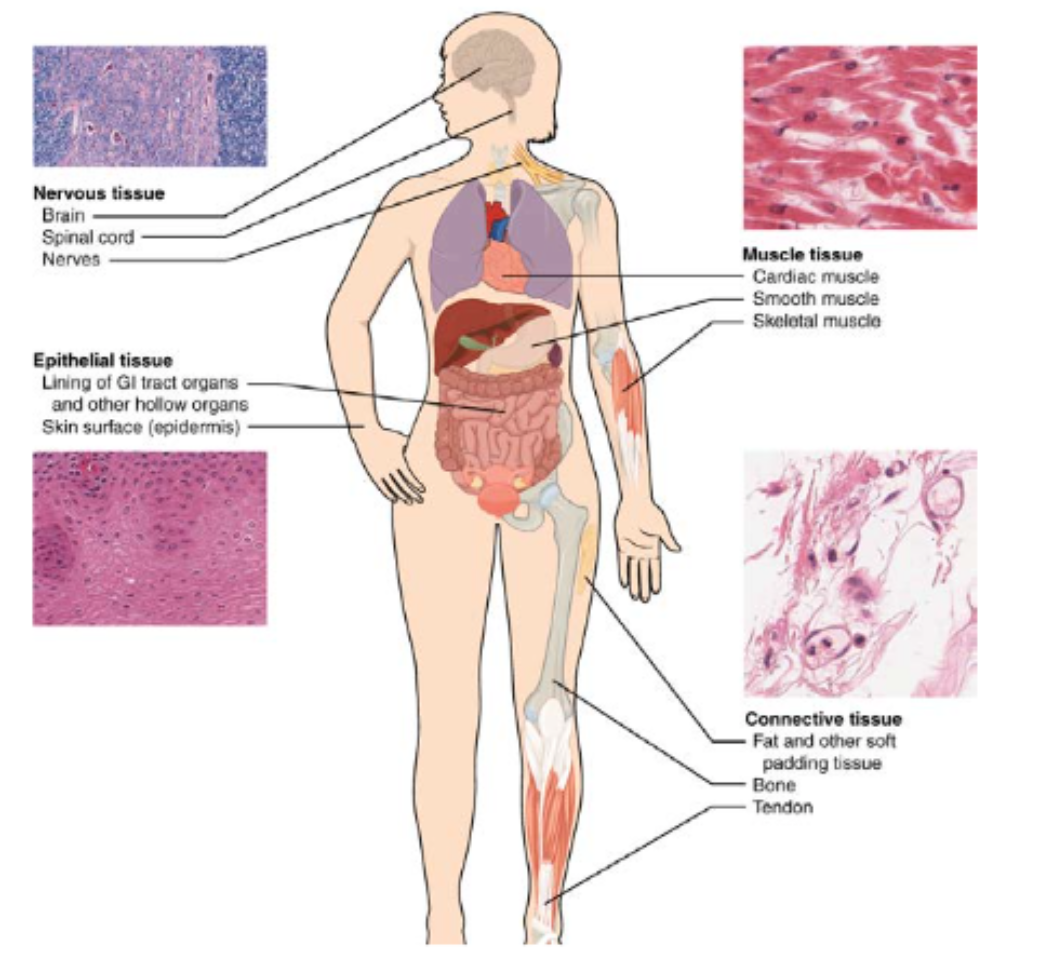 Nervous tissue
Brain
Spinal cord
Nerves
Epithelial tissue
Lining of GI tract organs
and other hollow organs
Skin surface (epidermis)
Muscle tissue
Cardiac muscle
Smooth muscle
Skeletal muscle
Connective tissue
Fat and other soft
padding tissue
Bone
Tendon